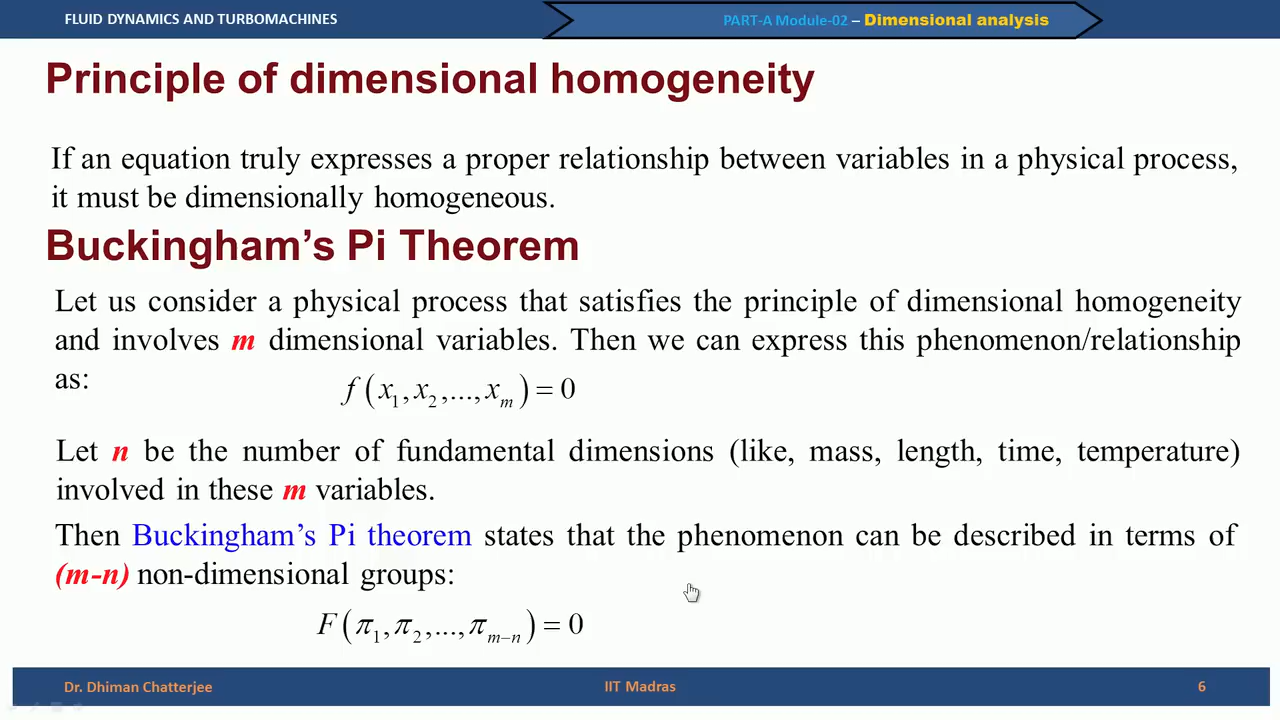 FLUID DYNAMICS AND TURBOMACHINES
PART-A Module-02 – Dimensional analysis
Principle of dimensional homogeneity
If an equation truly expresses a proper relationship between variables in a physical process,
it must be dimensionally homogeneous.
Buckingham’s Pi Theorem
Let us consider a physical process that satisfies the principle of dimensional homogeneity
and involves m dimensional variables. Then we can express this phenomenon/relationship
as:
f(x₁, x₂,..., xₘ) = 0
Let n be the number of fundamental dimensions (like, mass, length, time, temperature)
involved in these m variables.
Then Buckingham’s Pi theorem states that the phenomenon can be described in terms of
(m-n) non-dimensional groups:
F(π₁, π₂,..., πₘ₋ₙ) = 0
Dr. Dhiman Chatterjee
IIT Madras
6